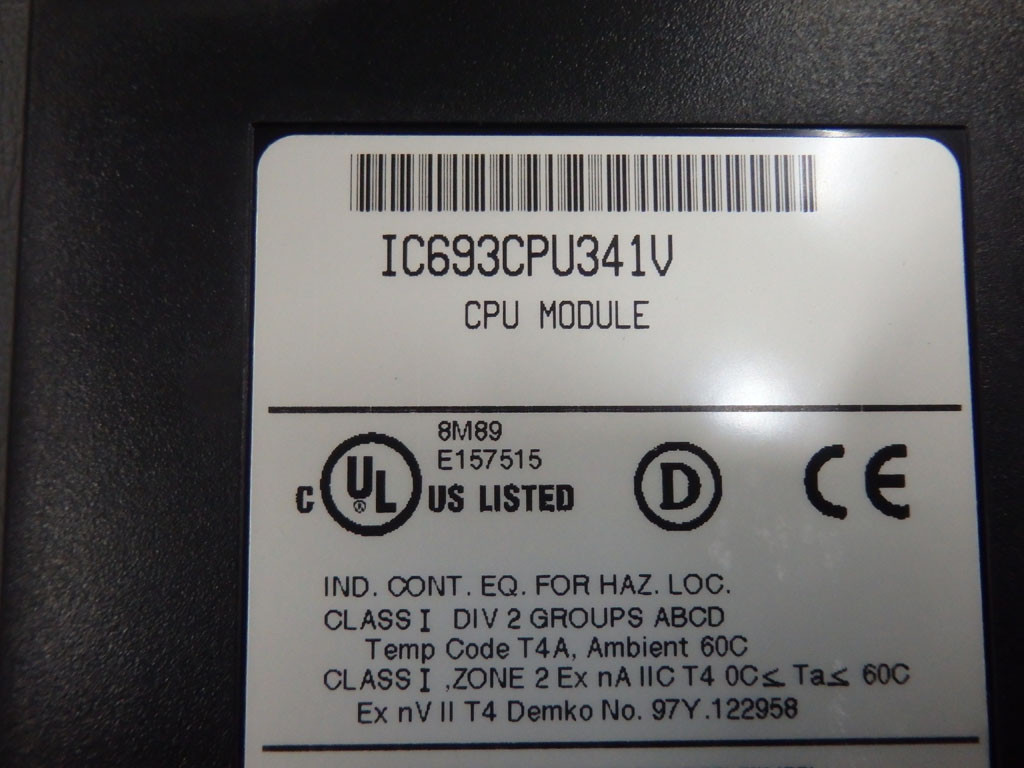 IC693CPU341V
CPU MODULE
8M89
E157515
C UL US LISTED
D
CE
IND. CONT. EQ. FOR HAZ. LOC.
CLASS I DIV 2 GROUPS ABCD
Temp Code T4A, Ambient 60C
CLASS I ,ZONE 2 Ex nA IIC T4 0C≤ Ta≤ 60C
Ex nV II T4 Demko No. 97Y.122958